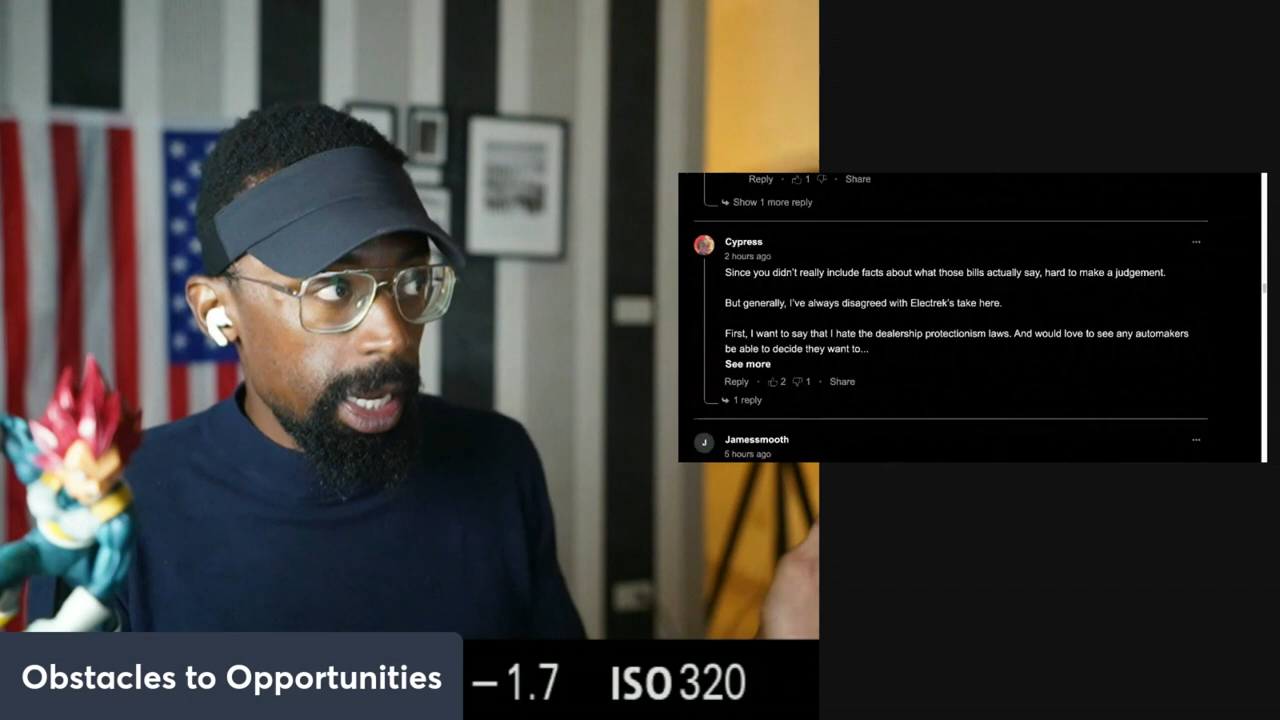 Reply · 1 · Share
Show 1 more reply
Cypress
2 hours ago
Since you didn't really include facts about what those bills actually say, hard to make a judgement.
But generally, I've always disagreed with Electrek's take here.
First, I want to say that I hate the dealership protectionism laws. And would love to see any automakers
be able to decide they want to...
See more
Reply · 2 1 · Share
1 reply
J Jamessmooth
5 hours ago
Obstacles to Opportunities
–1.7 ISO 320